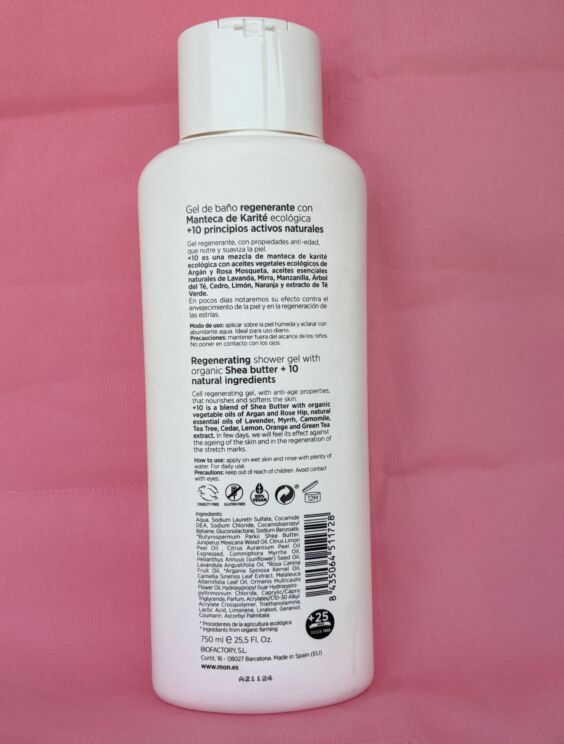 Gel de baño regenerante con
Manteca de Karité ecológica
+10 principios activos naturales
Gel regenerante, con propiedades anti-edad,
que nutre y suaviza la piel.
+10 es una mezcla de manteca de karité
ecológica con aceites vegetales ecológicos de
Argán y Rosa Mosqueta, aceites esenciales
naturales de Lavanda, Mirra, Manzanilla, Árbol
del Té, Cedro, Limón, Naranja y extracto de Té
Verde.
En pocos días notaremos su efecto contra el
envejecimiento de la piel y en la regeneración de
las estrías.
Modo de uso: aplicar sobre la piel húmeda y aclarar con
abundante agua. Ideal para uso diario.
Precauciones: mantener fuera del alcance de los niños.
No poner en contacto con los ojos.
Regenerating shower gel with
organic Shea butter + 10
natural ingredients
Cell regenerating gel, with anti-age properties,
that nourishes and softens the skin.
+10 is a blend of Shea Butter with organic
vegetable oils of Argan and Rose Hip, natural
essential oils of Lavender, Myrrh, Camomile,
Tea Tree, Cedar, Lemon, Orange and Green Tea
extract. In few days, we will feel its effect against
the ageing of the skin and in the regeneration of
the stretch marks.
How to use: apply on wet skin and rinse with plenty of
water. For daily use.
Precautions: keep out of reach of children. Avoid contact
with eyes.
CRUELTY FREE
GLUTEN-FREE
100%
VEGAN
12M
Ingredients:
Aqua, Sodium Laureth Sulfate, Cocamide
DEA, Sodium Chloride, Cocamidopropyl
Betaine, Gluconolactone, Sodium Benzoate,
*Butyrospermum Parkii Shea Butter,
Juniperus Mexicana Wood Oil, Citrus Limon
Peel Oil , Citrus Aurantium Peel Oil
Expressed, Commiphora Myrrha Oil,
Helianthus Annuus (sunflower) Seed Oil,
Lavandula Angustifolia Oil, *Rosa Canina
Fruit Oil, *Argania Spinosa Kernel Oil,
Camellia Sinensis Leaf Extract, Melaleuca
Alternifolia Leaf Oil, Ormenis Multicaulis
Flower Oil, Hydroxypropyl Guar Hydroxypro-
pyltrimonium Chloride, Caprylic/Capric
Triglyceride, Parfum, Acrylates/C10-30 Alkyl
Acrylate Crosspolymer, Triethanolamine,
Lactic Acid, Limonene, Linalool, Geraniol,
Coumarin, Ascorbyl Palmitate.
8 435064 511728
* Procedentes de la agricultura ecológica
* Ingredients from organic farming
+25
750 ml ℮ 25,5 Fl. Oz.
BIOFACTORY, S.L.
Cortit, 16 - 08027 Barcelona. Made in Spain (EU)
www.mon.es
A21124